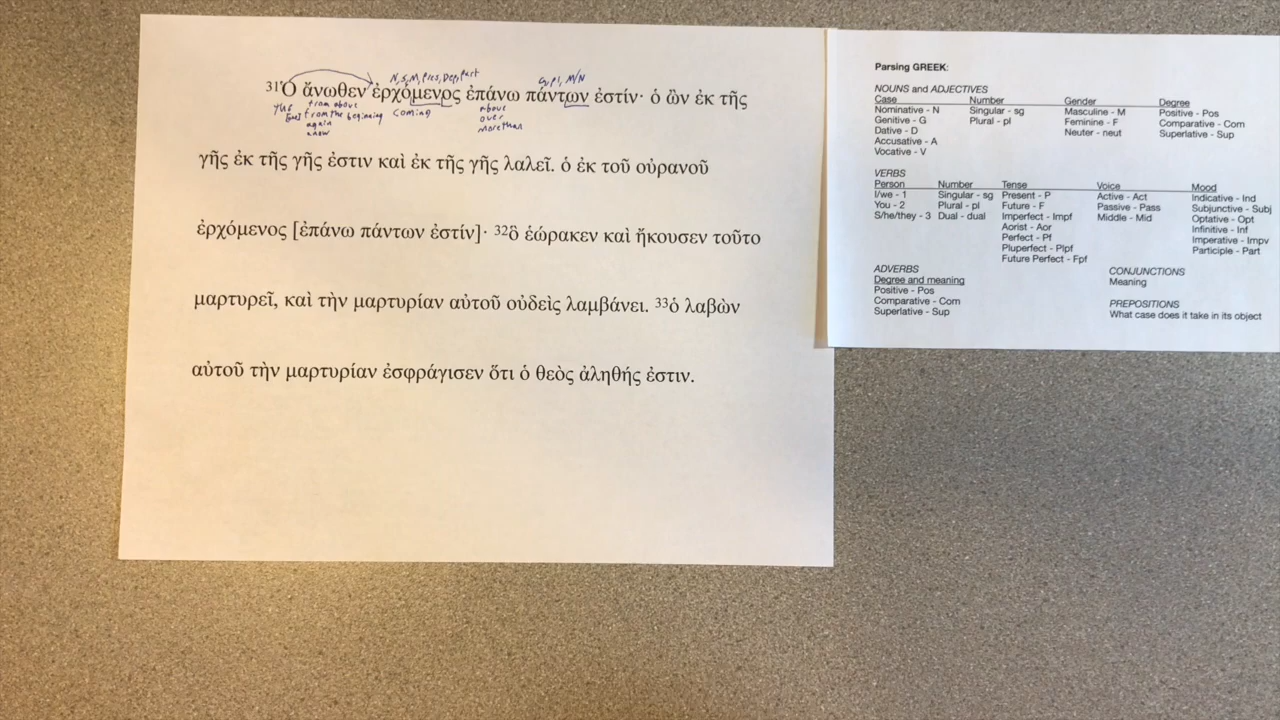 N, S, M, Pres, Dep, Part
G, pl, M/N
³¹Ὁ ἄνωθεν ἐρχόμενος ἐπάνω πάντων ἐστίν· ὁ ὢν ἐκ τῆς
the from above coming above
from the beginning over
again more than
anew
γῆς ἐκ τῆς γῆς ἐστιν καὶ ἐκ τῆς γῆς λαλεῖ. ὁ ἐκ τοῦ οὐρανοῦ
ἐρχόμενος [ἐπάνω πάντων ἐστίν]· ³²ὃ ἑώρακεν καὶ ἤκουσεν τοῦτο
μαρτυρεῖ, καὶ τὴν μαρτυρίαν αὐτοῦ οὐδεὶς λαμβάνει. ³³ὁ λαβὼν
αὐτοῦ τὴν μαρτυρίαν ἐσφράγισεν ὅτι ὁ θεὸς ἀληθής ἐστιν.
Parsing GREEK:
NOUNS and ADJECTIVES
Case Number Gender Degree
Nominative - N Singular - sg Masculine - M Positive - Pos
Genitive - G Plural - pl Feminine - F Comparative - Com
Dative - D Neuter - neut Superlative - Sup
Accusative - A
Vocative - V
VERBS
Person Number Tense Voice Mood
I/we - 1 Singular - sg Present - P Active - Act Indicative - Ind
You - 2 Plural - pl Future - F Passive - Pass Subjunctive - Subj
S/he/they - 3 Dual - dual Imperfect - Impf Middle - Mid Optative - Opt
Aorist - Aor Infinitive - Inf
Perfect - Pf Imperative - Impv
Pluperfect - Plpf Participle - Part
Future Perfect - Fpf
ADVERBS
Degree and meaning
Positive - Pos
Comparative - Com
Superlative - Sup
CONJUNCTIONS
Meaning
PREPOSITIONS
What case does it take in its object